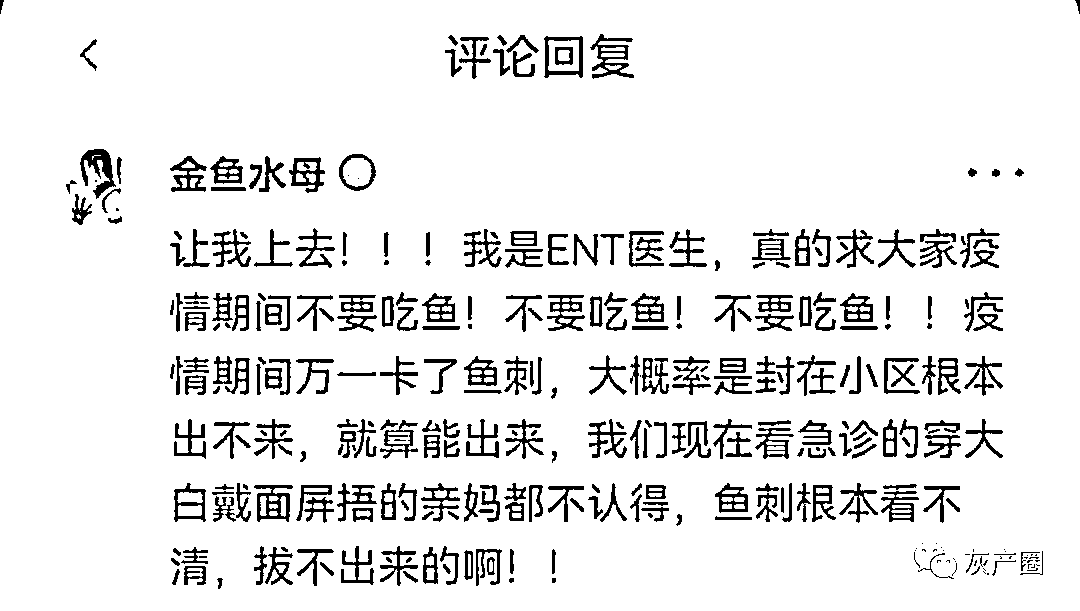 评论回复
金鱼水母
让我上去！！！我是ENT医生，真的求大家疫
情期间不要吃鱼！不要吃鱼！不要吃鱼！！疫
情期间万一卡了鱼刺，大概率是封在小区根本
出不来，就算能出来，我们现在看急诊的穿大
白戴面屏捂的亲妈都不认得，鱼刺根本看不
清，拔不出来的啊！！
灰产圈